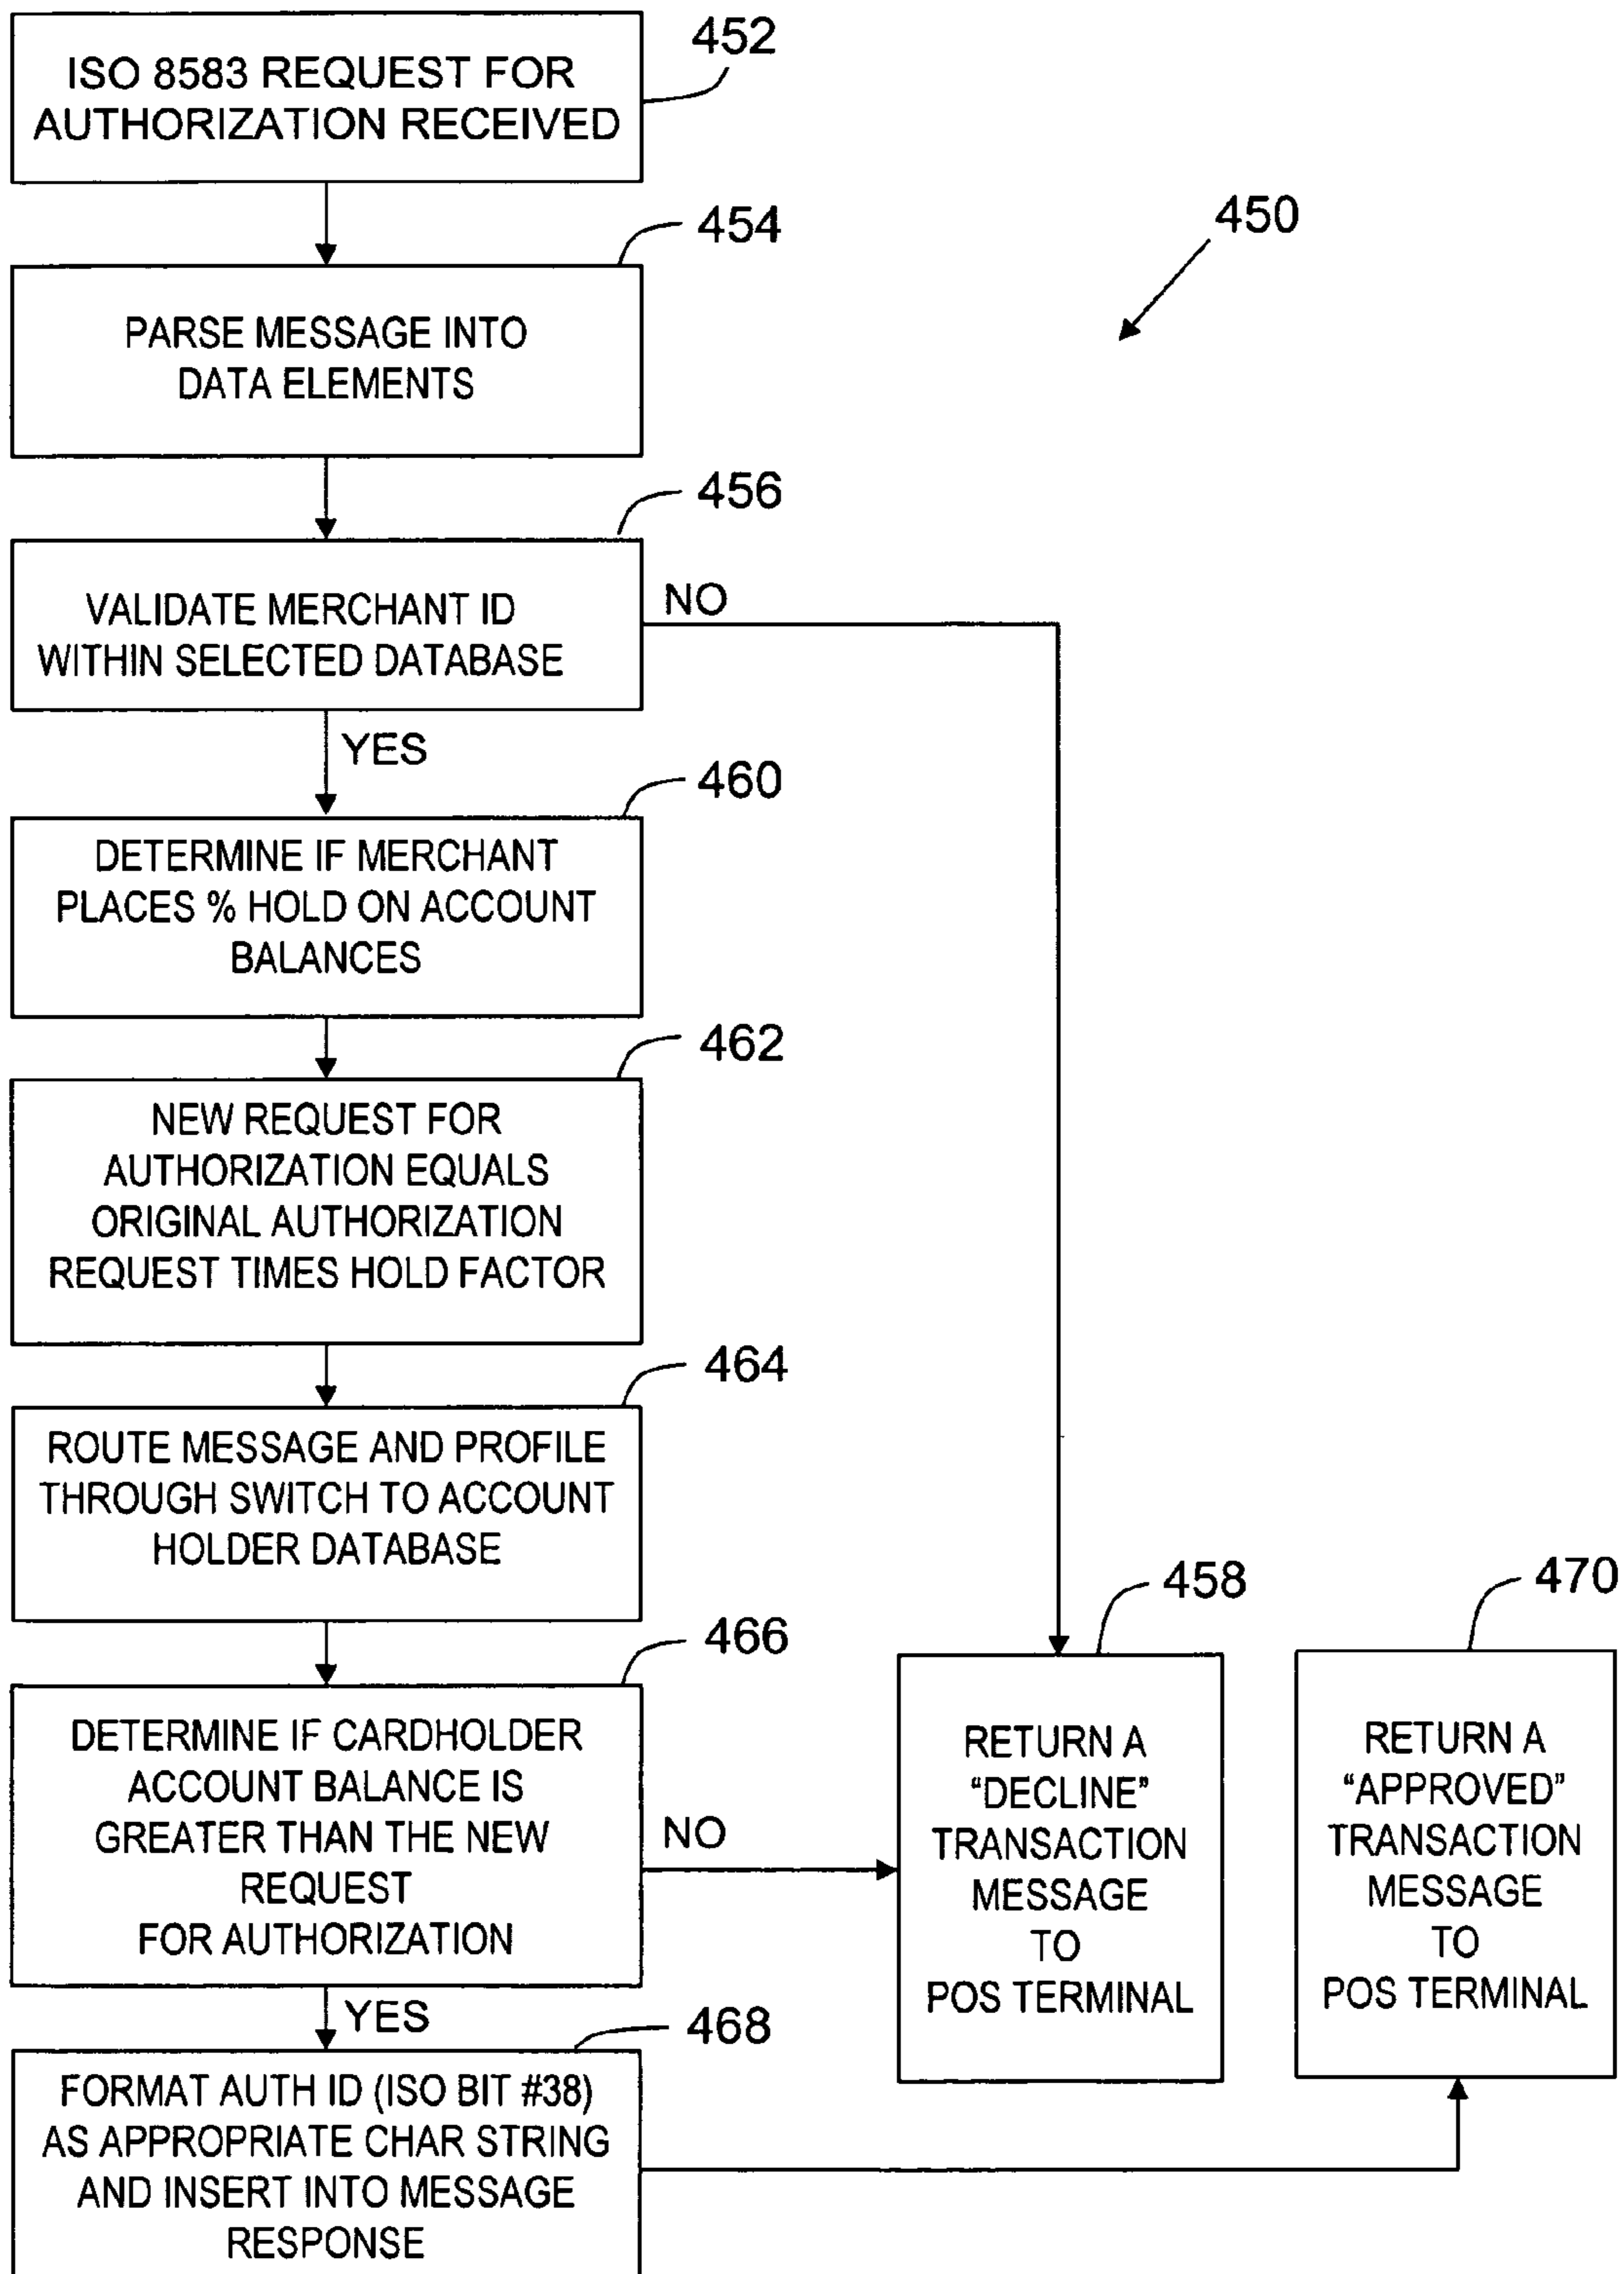 452
ISO 8583 REQUEST FOR
AUTHORIZATION RECEIVED
450
454
PARSE MESSAGE INTO
DATA ELEMENTS
456
VALIDATE MERCHANT ID
WITHIN SELECTED DATABASE
NO
YES
460
DETERMINE IF MERCHANT
PLACES % HOLD ON ACCOUNT
BALANCES
462
NEW REQUEST FOR
AUTHORIZATION EQUALS
ORIGINAL AUTHORIZATION
REQUEST TIMES HOLD FACTOR
464
ROUTE MESSAGE AND PROFILE
THROUGH SWITCH TO ACCOUNT
HOLDER DATABASE
466
DETERMINE IF CARDHOLDER
ACCOUNT BALANCE IS
GREATER THAN THE NEW
REQUEST
FOR AUTHORIZATION
NO
YES
458
RETURN A
“DECLINE”
TRANSACTION
MESSAGE
TO
POS TERMINAL
470
RETURN A
“APPROVED”
TRANSACTION
MESSAGE
TO
POS TERMINAL
468
FORMAT AUTH ID (ISO BIT #38)
AS APPROPRIATE CHAR STRING
AND INSERT INTO MESSAGE
RESPONSE